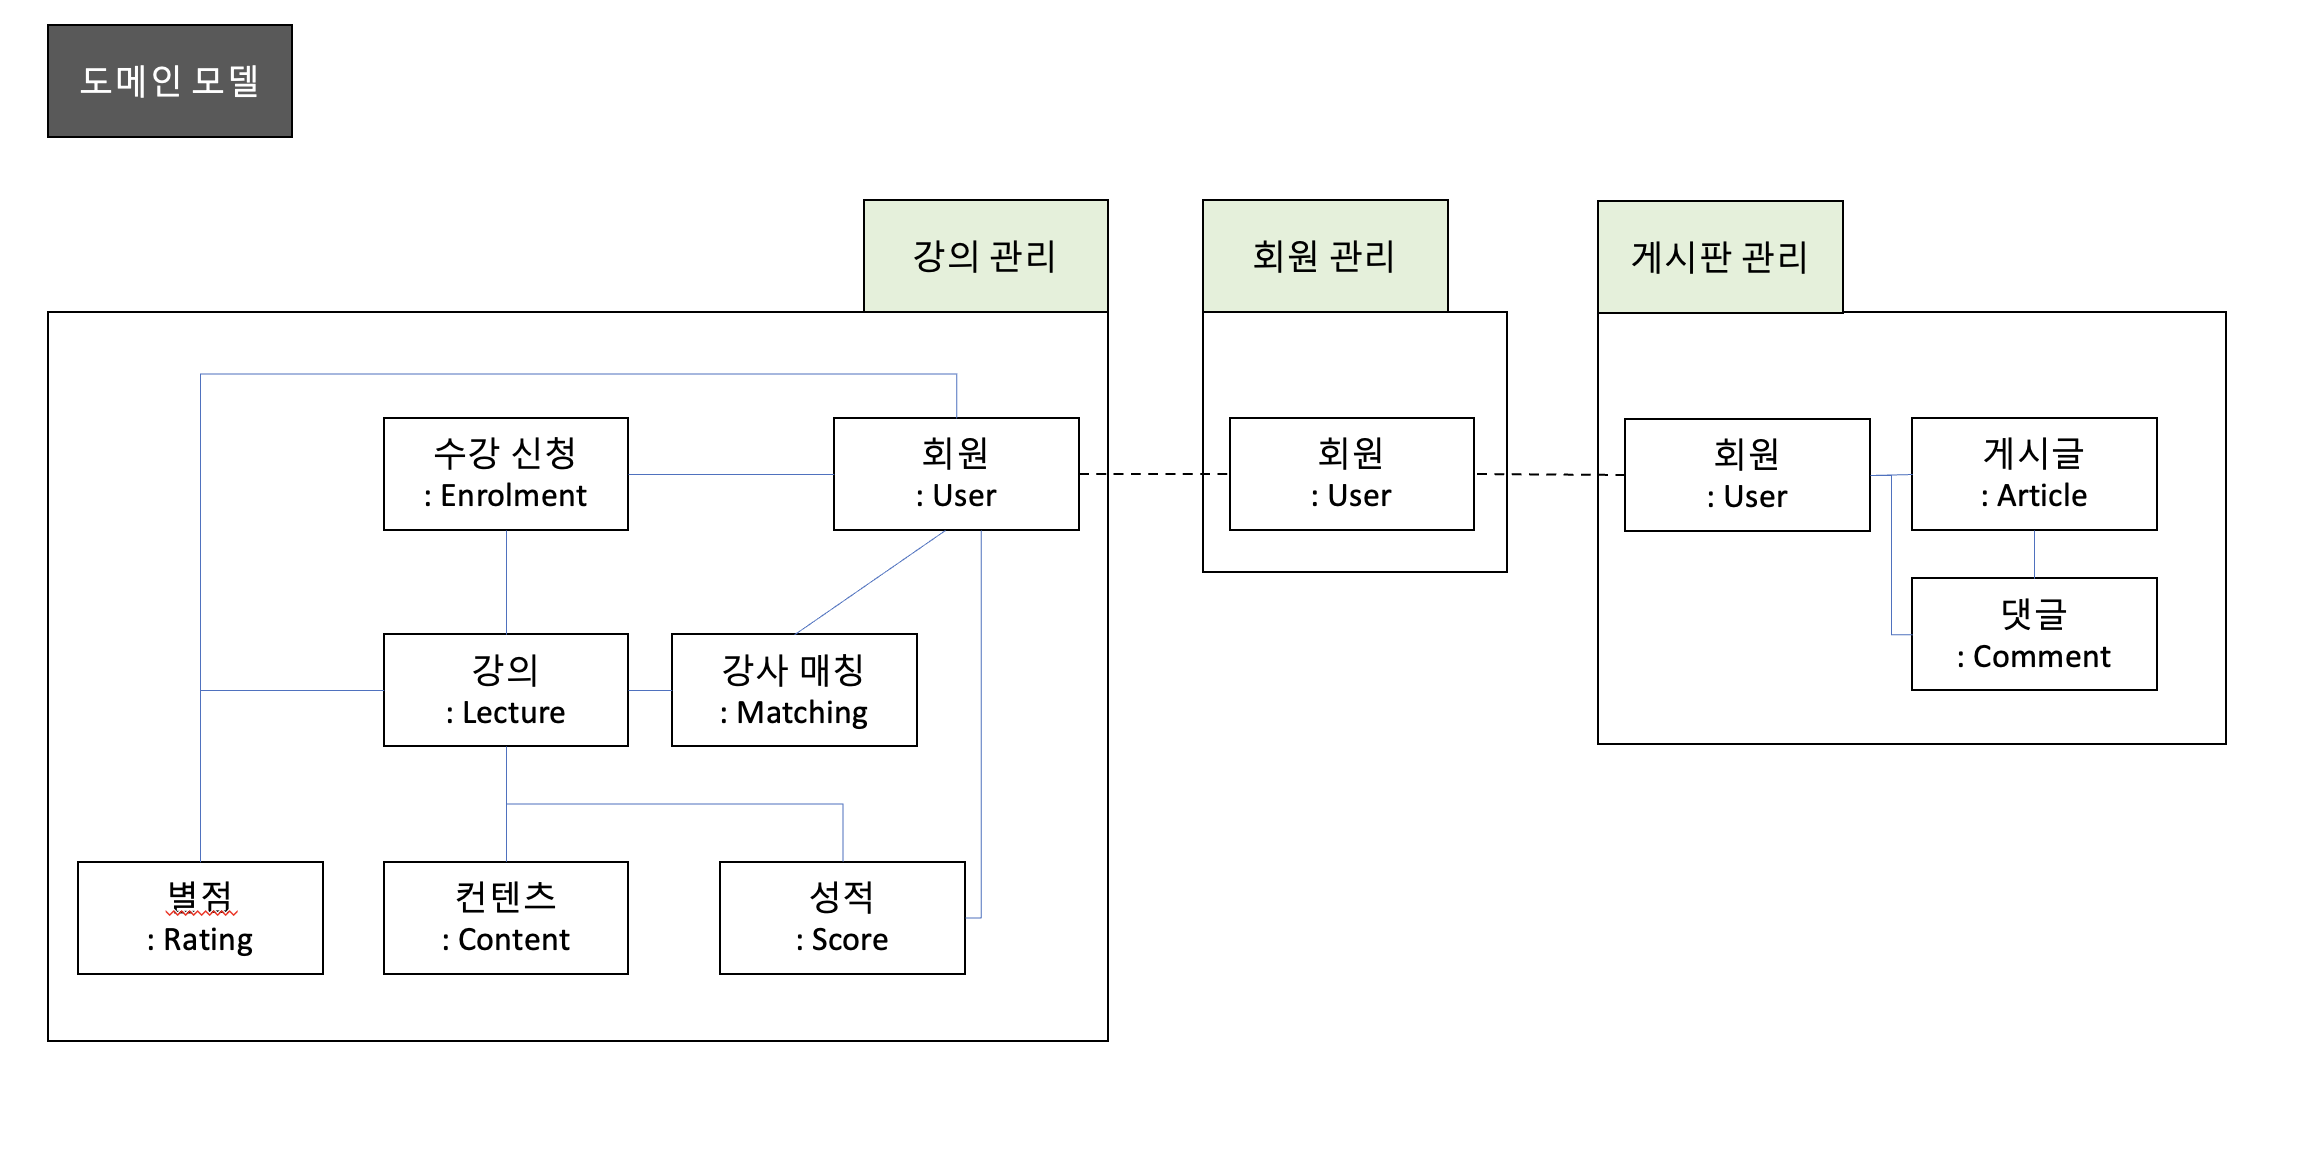 도메인 모델
강의 관리
회원 관리
게시판 관리
수강 신청
: Enrolment
회원
: User
회원
: User
회원
: User
게시글
: Article
강의
: Lecture
강사 매칭
: Matching
댓글
: Comment
별점
: Rating
컨텐츠
: Content
성적
: Score